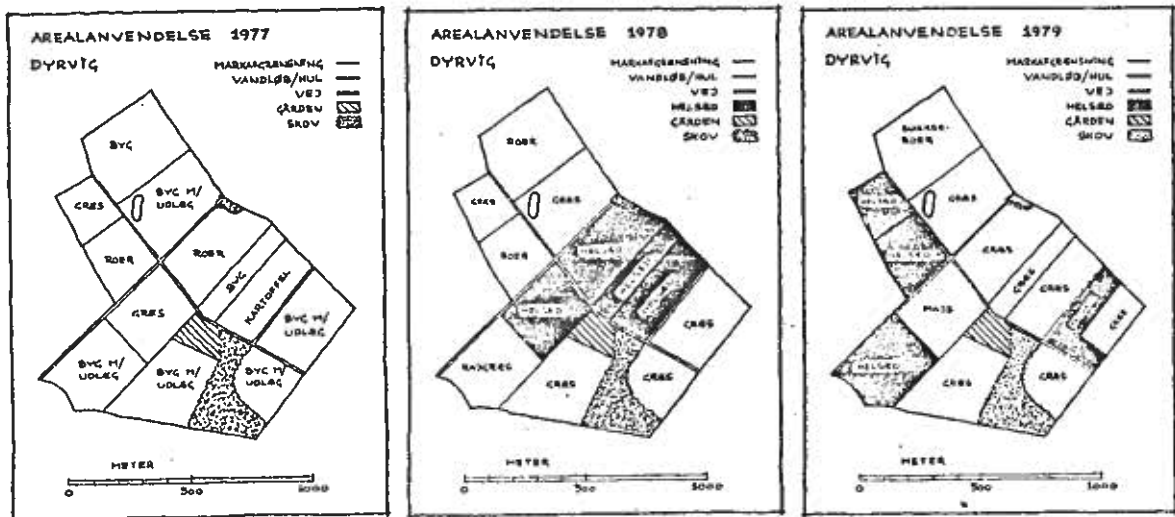 AREALANVENDELSE 1977
DYRVIG
MARKAFGRÆNSNING
VANDLØB/HUL
VEJ
GÅRDEN
SKOV
BYG
BYG M/
UDLÆG
GRÆS
ROER
ROER
BYG
KARTOFFEL
GRÆS
BYG M/
UDLÆG
BYG M/
UDLÆG
BYG M/
UDLÆG
BYG M/
UDLÆG
METER
0 500 1000
AREALANVENDELSE 1978
DYRVIG
MARKAFGRÆNSNING
VANDLØB/HUL
VEJ
HELSÆD
GÅRDEN
SKOV
ROER
GRÆS
GRÆS
ROER
HELSÆD
HELSÆD
HELSÆD
GRÆS
RAJGRÆS
GRÆS
GRÆS
METER
0 500 1000
AREALANVENDELSE 1979
DYRVIG
MARKAFGRÆNSNING
VANDLØB/HUL
VEJ
HELSÆD
GÅRDEN
SKOV
ROER
HELSÆD
GRÆS
HELSÆD
GRÆS
GRÆS
GRÆS
MAJS
GRÆS
HELSÆD
GRÆS
GRÆS
METER
0 500 1000